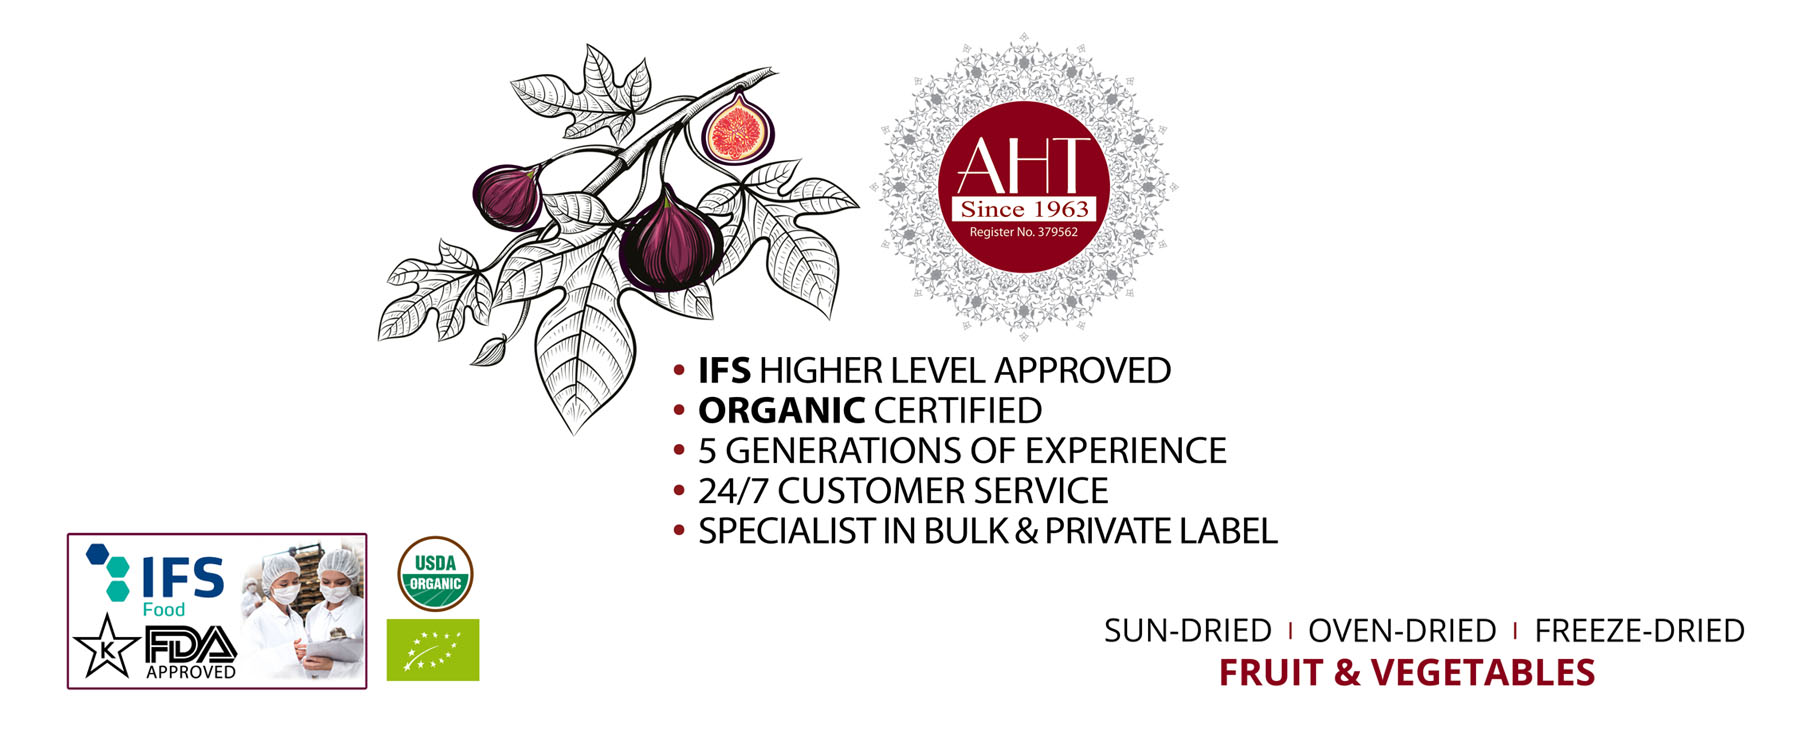 AHT
Since 1963
Register No. 379562
• IFS HIGHER LEVEL APPROVED
• ORGANIC CERTIFIED
• 5 GENERATIONS OF EXPERIENCE
• 24/7 CUSTOMER SERVICE
• SPECIALIST IN BULK & PRIVATE LABEL
IFS
Food
K
FDA
APPROVED
USDA
ORGANIC
SUN-DRIED | OVEN-DRIED | FREEZE-DRIED
FRUIT & VEGETABLES